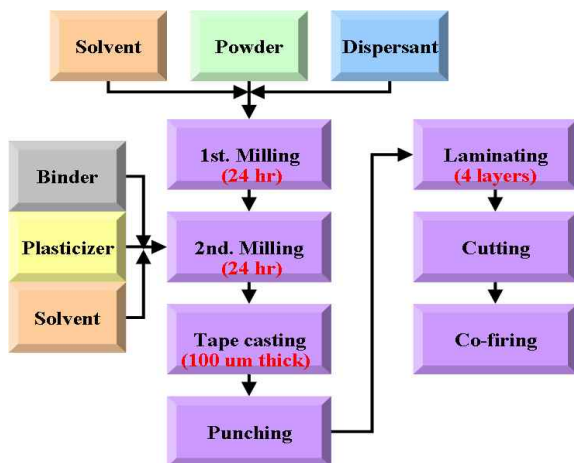 Solvent
Powder
Dispersant
1st. Milling
(24 hr)
Binder
Plasticizer
Solvent
2nd. Milling
(24 hr)
Tape casting
(100 um thick)
Punching
Laminating
(4 layers)
Cutting
Co-firing